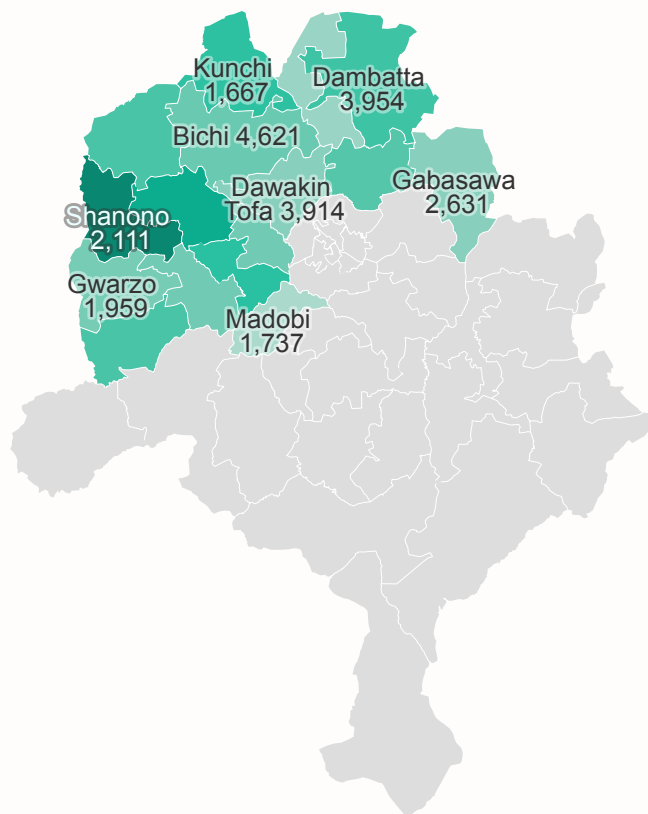 Kunchi
1,667
Dambatta
3,954
Bichi 4,621
Dawakin
Tofa 3,914
Gabasawa
2,631
Shanono
2,111
Gwarzo
1,959
Madobi
1,737